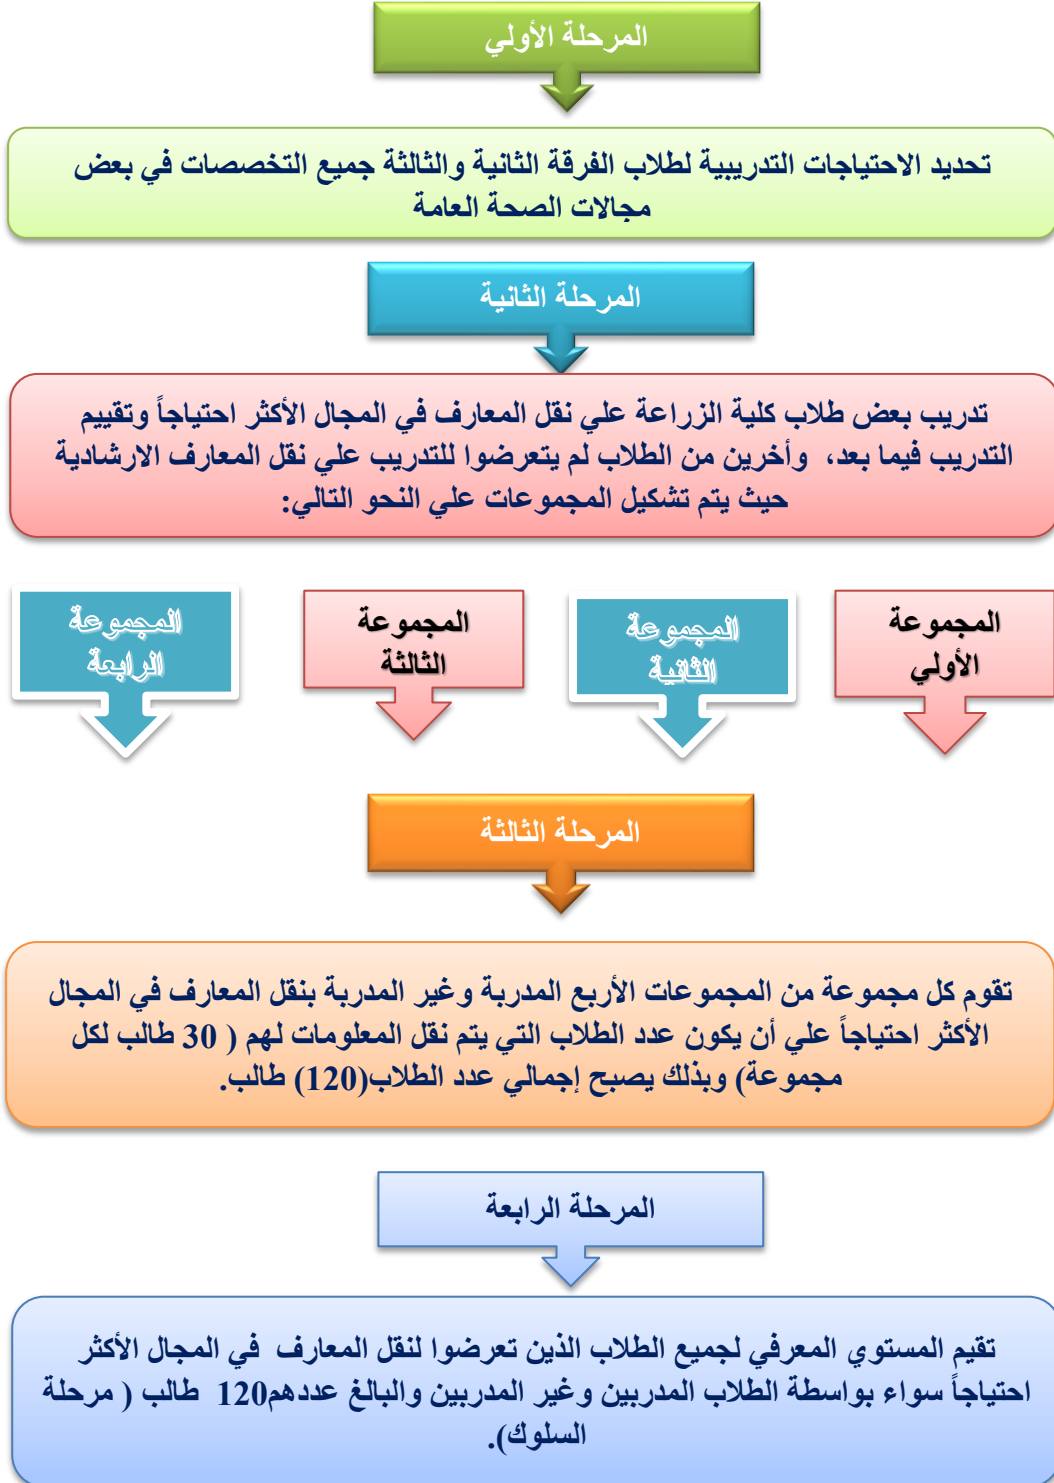 المرحلة الأولي
تحديد الاحتياجات التدريبية لطلاب الفرقة الثانية والثالثة جميع التخصصات في بعض
مجالات الصحة العامة
المرحلة الثانية
تدريب بعض طلاب كلية الزراعة علي نقل المعارف في المجال الأكثر احتياجاً وتقييم
التدريب فيما بعد، وأخرين من الطلاب لم يتعرضوا للتدريب علي نقل المعارف الارشادية
حيث يتم تشكيل المجموعات علي النحو التالي:
المجموعة
الأولي
المجموعة
الثانية
المجموعة
الثالثة
المجموعة
الرابعة
المرحلة الثالثة
تقوم كل مجموعة من المجموعات الأربع المدربة وغير المدربة بنقل المعارف في المجال
الأكثر احتياجاً علي أن يكون عدد الطلاب التي يتم نقل المعلومات لهم ( 30 طالب لكل
مجموعة) وبذلك يصبح إجمالي عدد الطلاب(120) طالب.
المرحلة الرابعة
تقيم المستوي المعرفي لجميع الطلاب الذين تعرضوا لنقل المعارف في المجال الأكثر
احتياجاً سواء بواسطة الطلاب المدربين وغير المدربين والبالغ عددهم120 طالب ( مرحلة
السلوك).